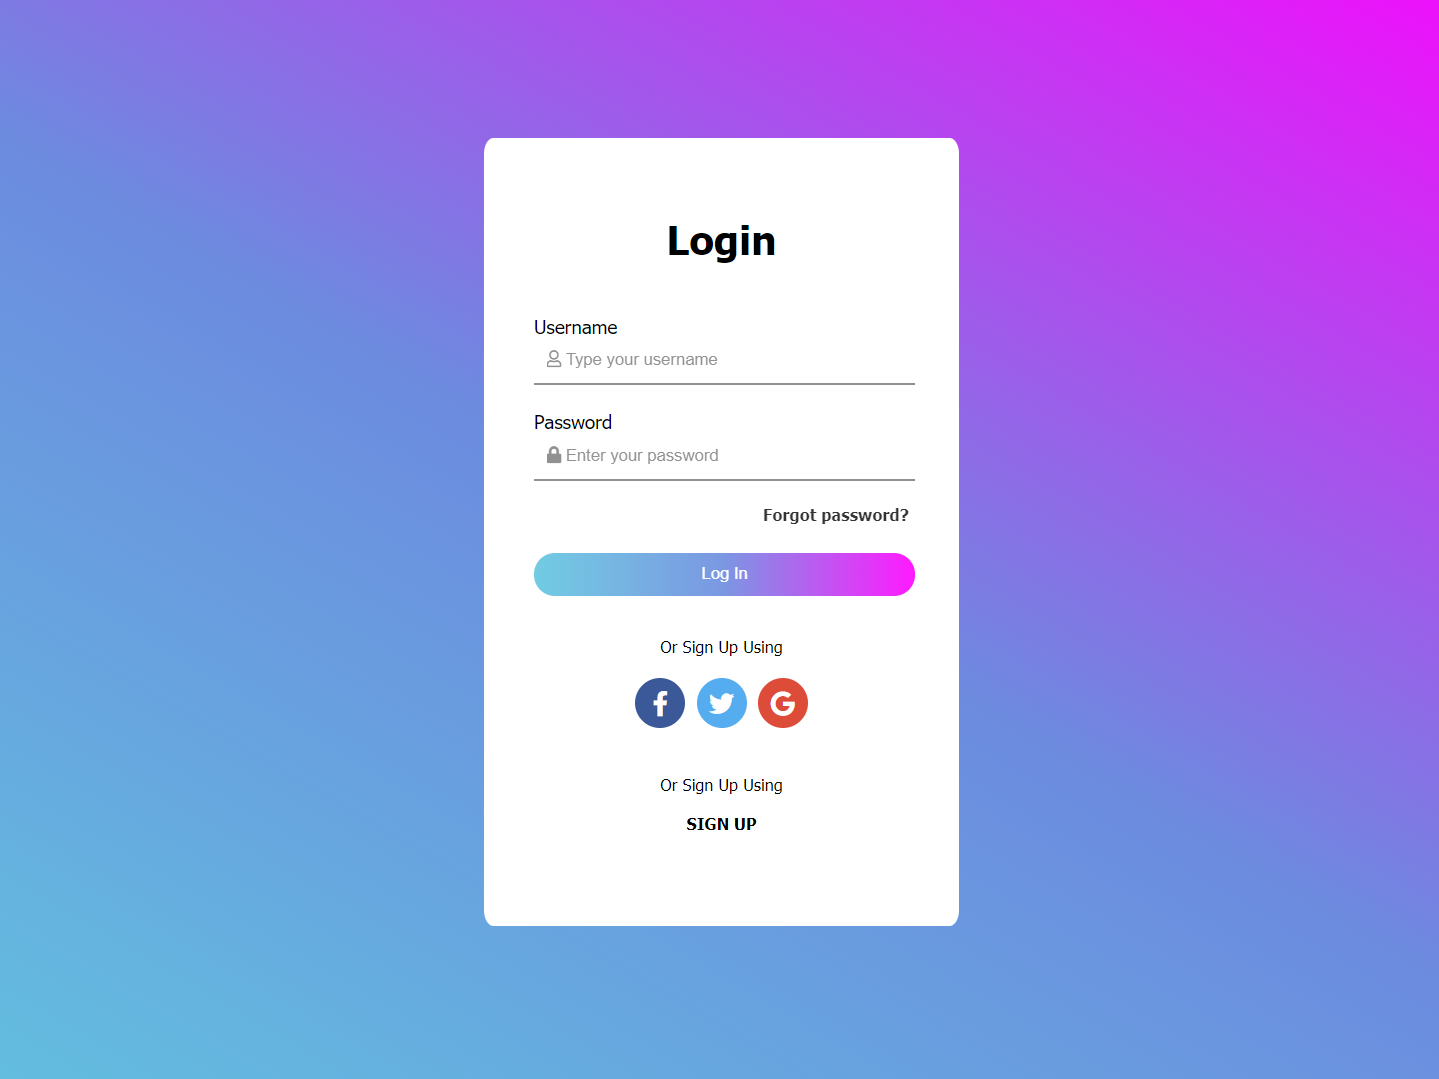 Login
Username
Type your username
Password
Enter your password
Forgot password?
Log In
Or Sign Up Using
Or Sign Up Using
SIGN UP